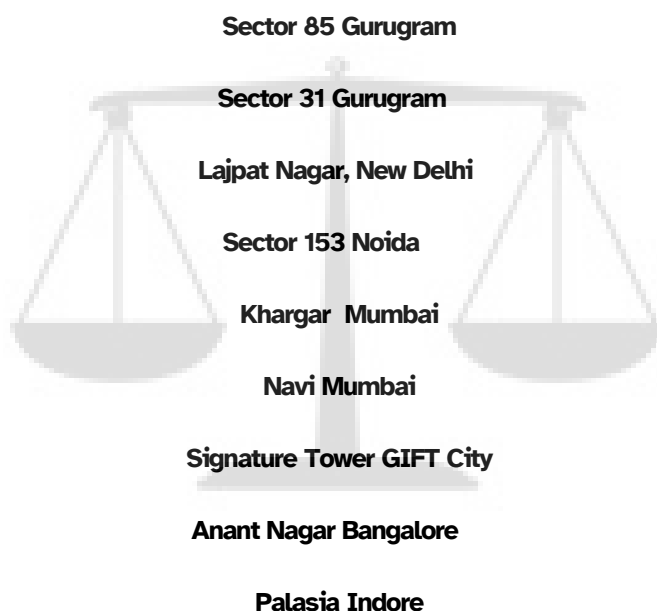 Sector 85 Gurugram
Sector 31 Gurugram
Lajpat Nagar, New Delhi
Sector 153 Noida
Khargar  Mumbai
Navi Mumbai
Signature Tower GIFT City
Anant Nagar Bangalore
Palasia Indore